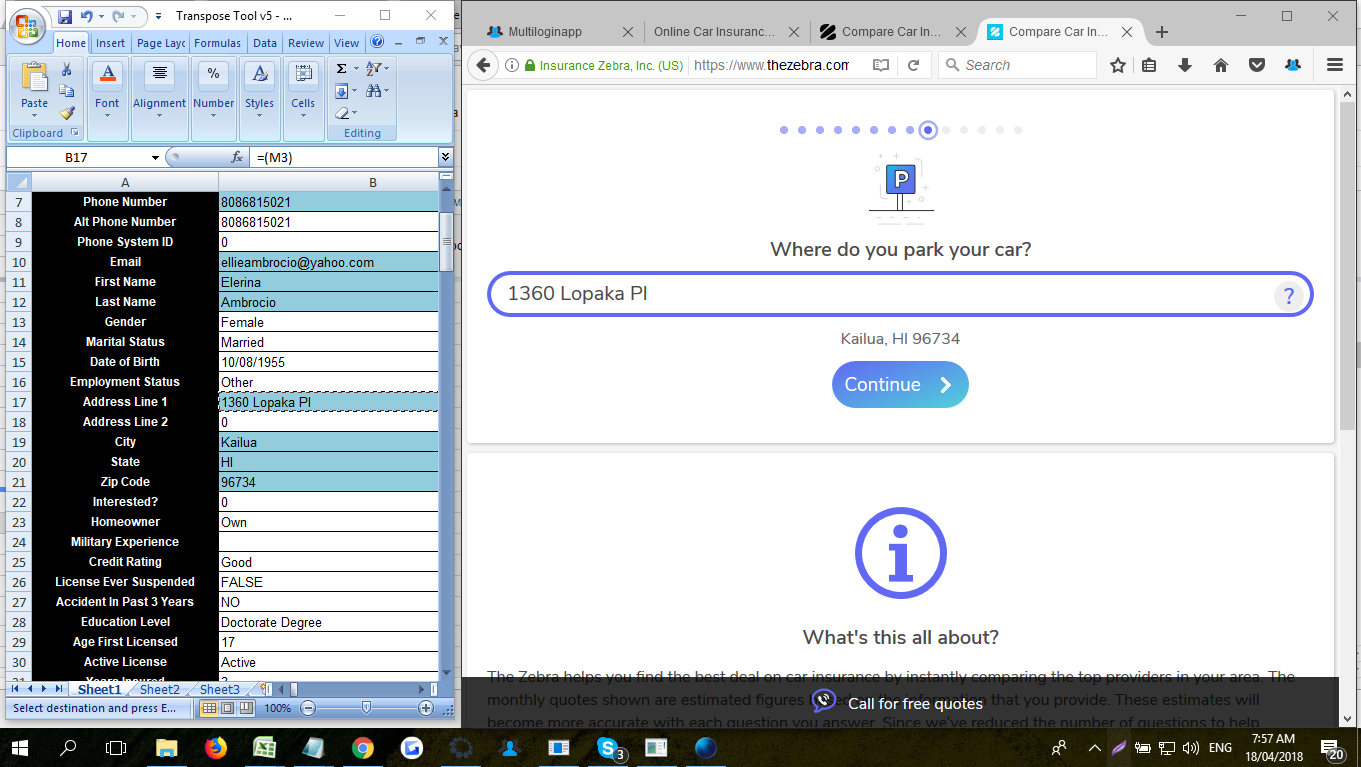 Transpose Tool v5 - ...
Home Insert Page Layc Formulas Data Review View
Paste
Font
Alignment
Number
Styles
Cells
Clipboard
Editing
B17
fx
=(M3)
A B
7 Phone Number 8086815021
8 Alt Phone Number 8086815021
9 Phone System ID 0
10 Email ellieambrocio@yahoo.com
11 First Name Elerina
12 Last Name Ambrocio
13 Gender Female
14 Marital Status Married
15 Date of Birth 10/08/1955
16 Employment Status Other
17 Address Line 1 1360 Lopaka Pl
18 Address Line 2 0
19 City Kailua
20 State HI
21 Zip Code 96734
22 Interested? 0
23 Homeowner Own
24 Military Experience
25 Credit Rating Good
26 License Ever Suspended FALSE
27 Accident In Past 3 Years NO
28 Education Level Doctorate Degree
29 Age First Licensed 17
30 Active License Active
Sheet1 Sheet2 Sheet3
Select destination and press E...
100%
Multiloginapp
Online Car Insuranc...
Compare Car In...
Compare Car In...
Insurance Zebra, Inc. (US)
https://www.thezebra.com
Search
P
Where do you park your car?
1360 Lopaka Pl
?
Kailua, HI 96734
Continue
What's this all about?
The Zebra helps you find the best deal on car insurance by instantly comparing the top providers in your area. The
monthly quotes shown are estimated figures the information that you provide. These estimates will
become more accurate with each question you answer. Since we've reduced the number of questions to help
Call for free quotes
3
ENG
7:57 AM
18/04/2018
20